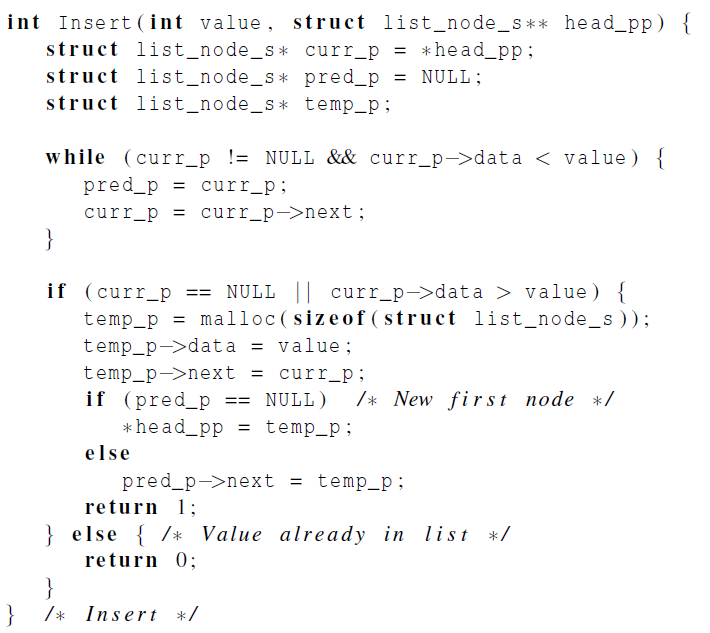 int Insert(int value, struct list_node_s** head_pp) {
   struct list_node_s* curr_p = *head_pp;
   struct list_node_s* pred_p = NULL;
   struct list_node_s* temp_p;

   while (curr_p != NULL && curr_p->data < value) {
      pred_p = curr_p;
      curr_p = curr_p->next;
   }

   if (curr_p == NULL || curr_p->data > value) {
      temp_p = malloc(sizeof(struct list_node_s));
      temp_p->data = value;
      temp_p->next = curr_p;
      if (pred_p == NULL)  /* New first node */
         *head_pp = temp_p;
      else
         pred_p->next = temp_p;
      return 1;
   } else { /* Value already in list */
      return 0;
   }
}  /* Insert */